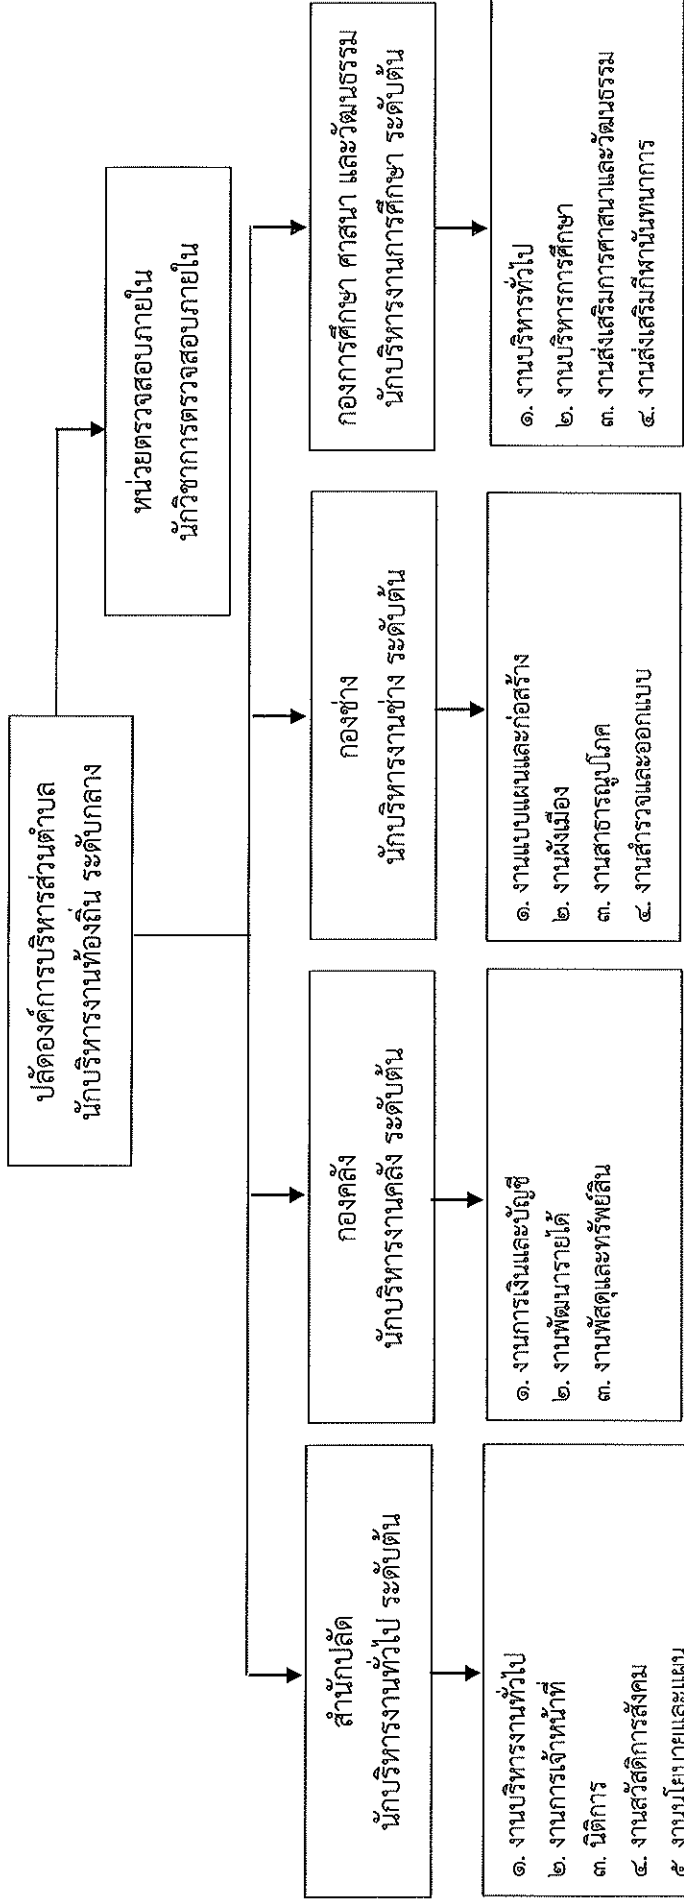 ปลัดองค์การบริหารส่วนตำบล
นักบริหารงานท้องถิ่น ระดับกลาง
หน่วยตรวจสอบภายใน
นักวิชาการตรวจสอบภายใน
สำนักปลัด
นักบริหารงานทั่วไป ระดับต้น
กองคลัง
นักบริหารงานคลัง ระดับต้น
กองช่าง
นักบริหารงานช่าง ระดับต้น
กองการศึกษา ศาสนา และวัฒนธรรม
นักบริหารงานการศึกษา ระดับต้น
๑. งานบริหารงานทั่วไป
๒. งานการเจ้าหน้าที่
๓. นิติการ
๔. งานสวัสดิการสังคม
๕. งานนโยบายและแผน
๑. งานการเงินและบัญชี
๒. งานพัฒนารายได้
๓. งานพัสดุและทรัพย์สิน
๑. งานแบบแผนและก่อสร้าง
๒. งานผังเมือง
๓. งานสาธารณูปโภค
๔. งานสำรวจและออกแบบ
๑. งานบริหารทั่วไป
๒. งานบริหารการศึกษา
๓. งานส่งเสริมการศาสนาและวัฒนธรรม
๔. งานส่งเสริมกีฬานันทนาการ